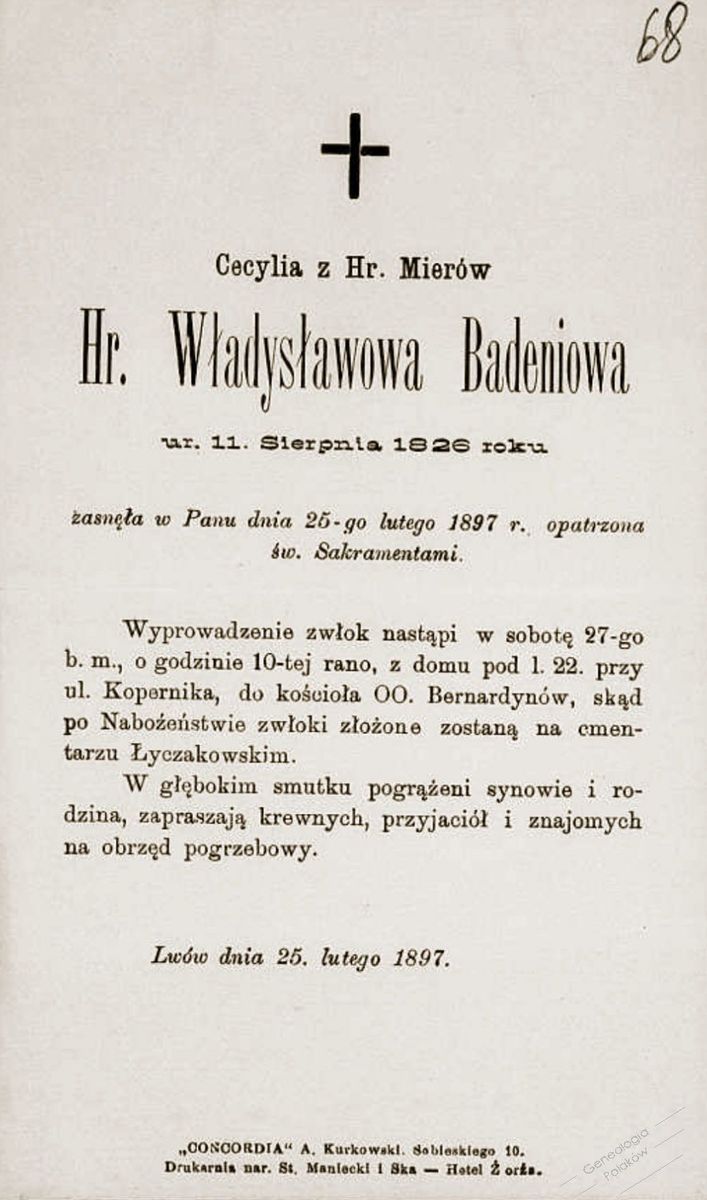 68
Cecylia z Hr. Mierów
Hr. Władysławowa Badeniowa
ur. 11. Sierpnia 1826 roku
zasnęła w Panu dnia 25-go lutego 1897 r. opatrzona
św. Sakramentami.
Wyprowadzenie zwłok nastąpi w sobotę 27-go
b. m., o godzinie 10-tej rano, z domu pod l. 22. przy
ul. Kopernika, do kościoła OO. Bernardynów, skąd
po Nabożeństwie zwłoki złożone zostaną na cmen-
tarzu Łyczakowskim.
W głębokim smutku pogrążeni synowie i ro-
dzina, zapraszają krewnych, przyjaciół i znajomych
na obrzęd pogrzebowy.
Lwów dnia 25. lutego 1897.
„CONCORDIA“ A. Kurkowski. Sobieskiego 10.
Drukarnia nar. St. Maniecki i Ska — Hotel Żorża.
Genealogia
Polaków